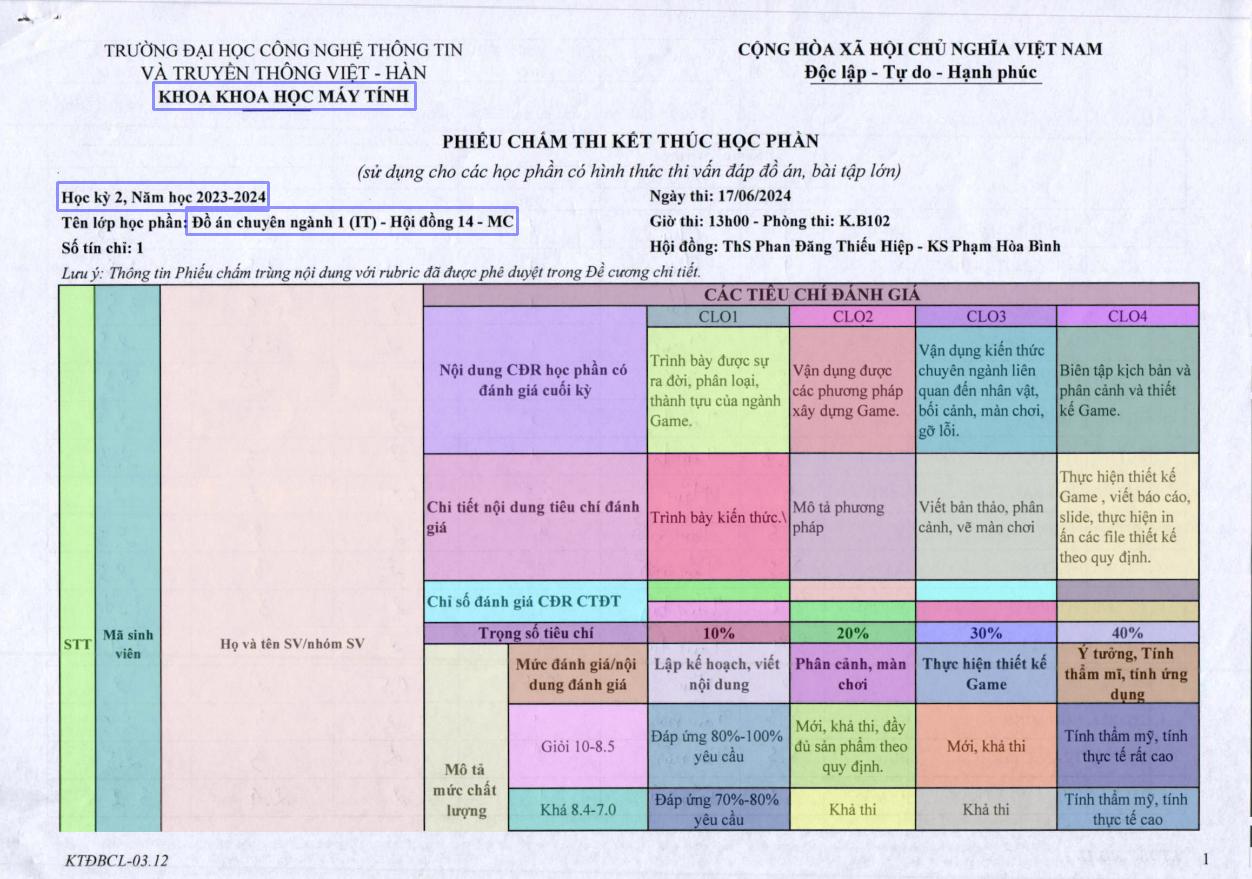 TRƯỜNG ĐẠI HỌC CÔNG NGHỆ THÔNG TIN
VÀ TRUYỀN THÔNG VIỆT - HÀN
KHOA KHOA HỌC MÁY TÍNH
CỘNG HÒA XÃ HỘI CHỦ NGHĨA VIỆT NAM
Độc lập - Tự do - Hạnh phúc
PHIẾU CHẤM THI KẾT THÚC HỌC PHẦN
(sử dụng cho các học phần có hình thức thi vấn đáp đồ án, bài tập lớn)
Học kỳ 2, Năm học 2023-2024
Ngày thi: 17/06/2024
Tên lớp học phần: Đồ án chuyên ngành 1 (IT) - Hội đồng 14 - MC
Giờ thi: 13h00 - Phòng thi: K.B102
Số tín chỉ: 1
Hội đồng: ThS Phan Đăng Thiếu Hiệp - KS Phạm Hòa Bình
Lưu ý: Thông tin Phiếu chấm trùng nội dung với rubric đã được phê duyệt trong Đề cương chi tiết.
STT
Mã sinh
viên
Họ và tên SV/nhóm SV
CÁC TIÊU CHÍ ĐÁNH GIÁ
CLO1
CLO2
CLO3
CLO4
Nội dung CĐR học phần có
đánh giá cuối kỳ
Trình bày được sự
ra đời, phân loại,
thành tựu của ngành
Game.
Vận dụng được
các phương pháp
xây dựng Game.
Vận dụng kiến thức
chuyên ngành liên
quan đến nhân vật,
bối cảnh, màn chơi,
gỡ lỗi.
Biên tập kịch bản và
phân cảnh và thiết
kế Game.
Chi tiết nội dung tiêu chí đánh
giá
Trình bày kiến thức.\
Mô tả phương
pháp
Viết bản thảo, phân
cảnh, vẽ màn chơi
Thực hiện thiết kế
Game , viết báo cáo,
slide, thực hiện in
ấn các file thiết kế
theo quy định.
Chỉ số đánh giá CĐR CTĐT
Trọng số tiêu chí
10%
20%
30%
40%
Mô tả
mức chất
lượng
Mức đánh giá/nội
dung đánh giá
Lập kế hoạch, viết
nội dung
Phân cảnh, màn
chơi
Thực hiện thiết kế
Game
Ý tưởng, Tính
thẩm mĩ, tính ứng
dụng
Giỏi 10-8.5
Đáp ứng 80%-100%
yêu cầu
Mới, khả thi, đầy
đủ sản phẩm theo
quy định.
Mới, khả thi
Tính thẩm mỹ, tính
thực tế rất cao
Khá 8.4-7.0
Đáp ứng 70%-80%
yêu cầu
Khả thi
Khả thi
Tính thẩm mỹ, tính
thực tế cao
KTĐBCL-03.12
1